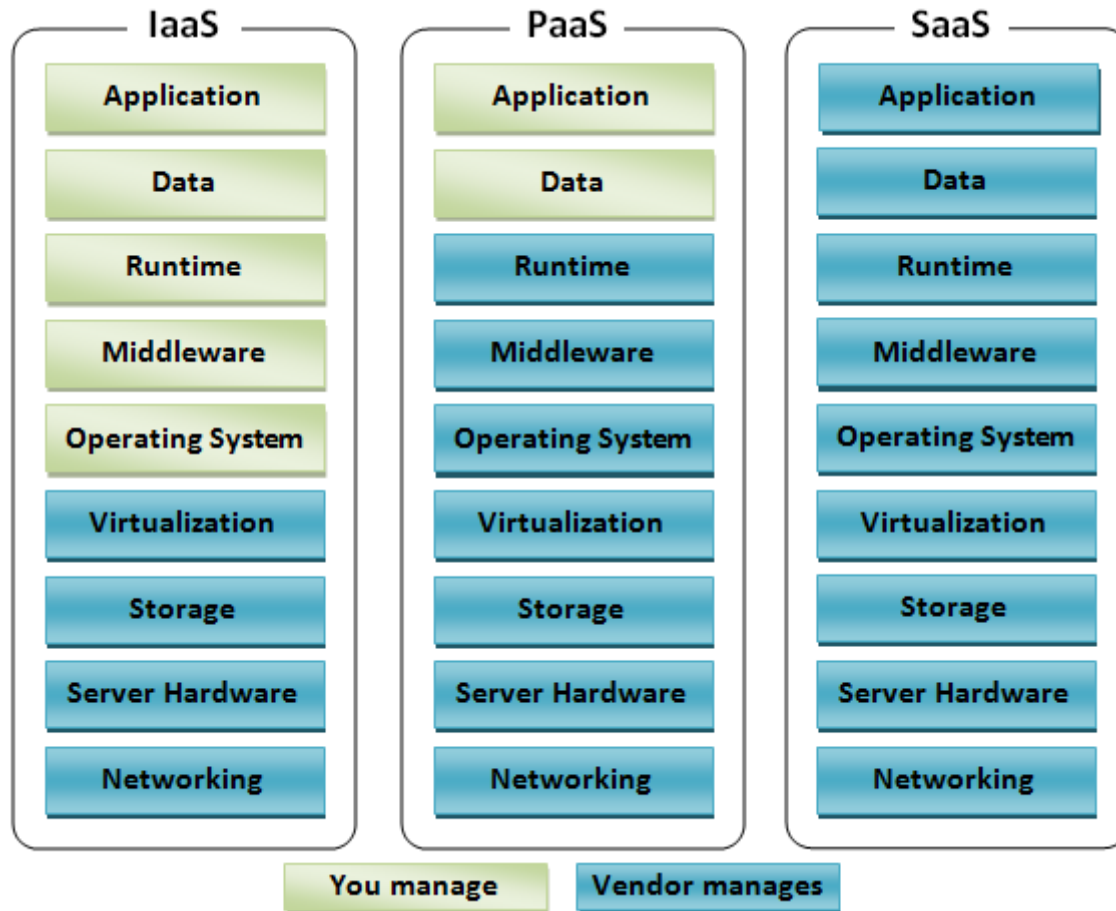 IaaS
Application
Data
Runtime
Middleware
Operating System
Virtualization
Storage
Server Hardware
Networking
PaaS
Application
Data
Runtime
Middleware
Operating System
Virtualization
Storage
Server Hardware
Networking
SaaS
Application
Data
Runtime
Middleware
Operating System
Virtualization
Storage
Server Hardware
Networking
You manage
Vendor manages